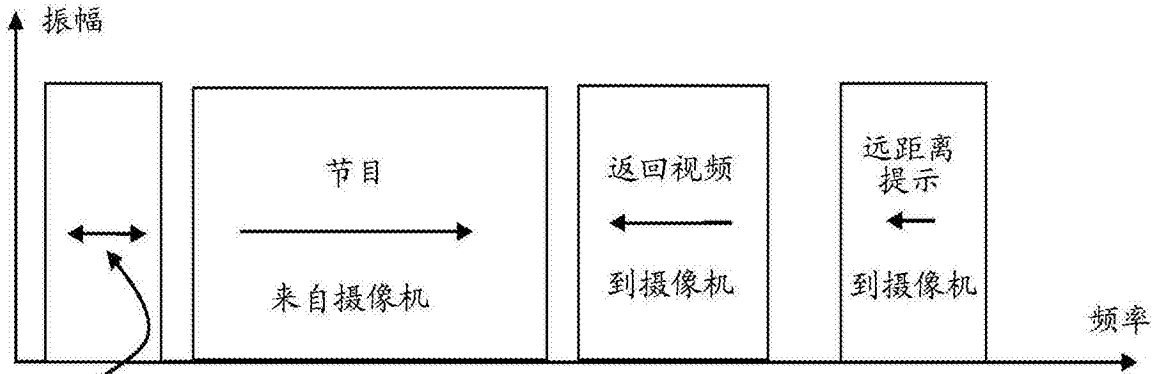 振幅
节目
来自摄像机
返回视频
到摄像机
远距离
提示
到摄像机
频率